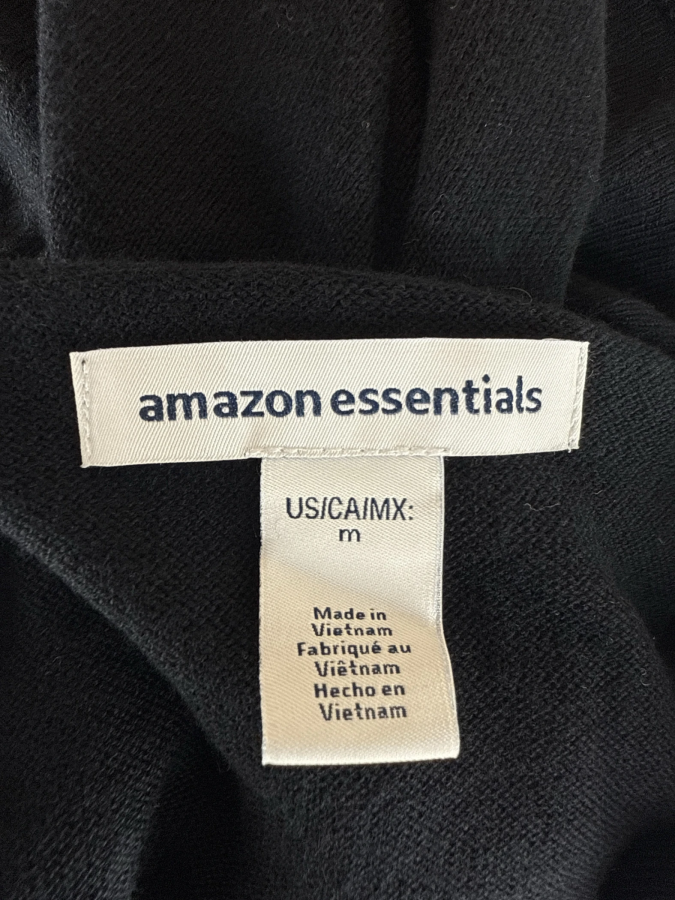 amazon essentials
US/CA/MX:
m
Made in
Vietnam
Fabriqué au
Viêtnam
Hecho en
Vietnam